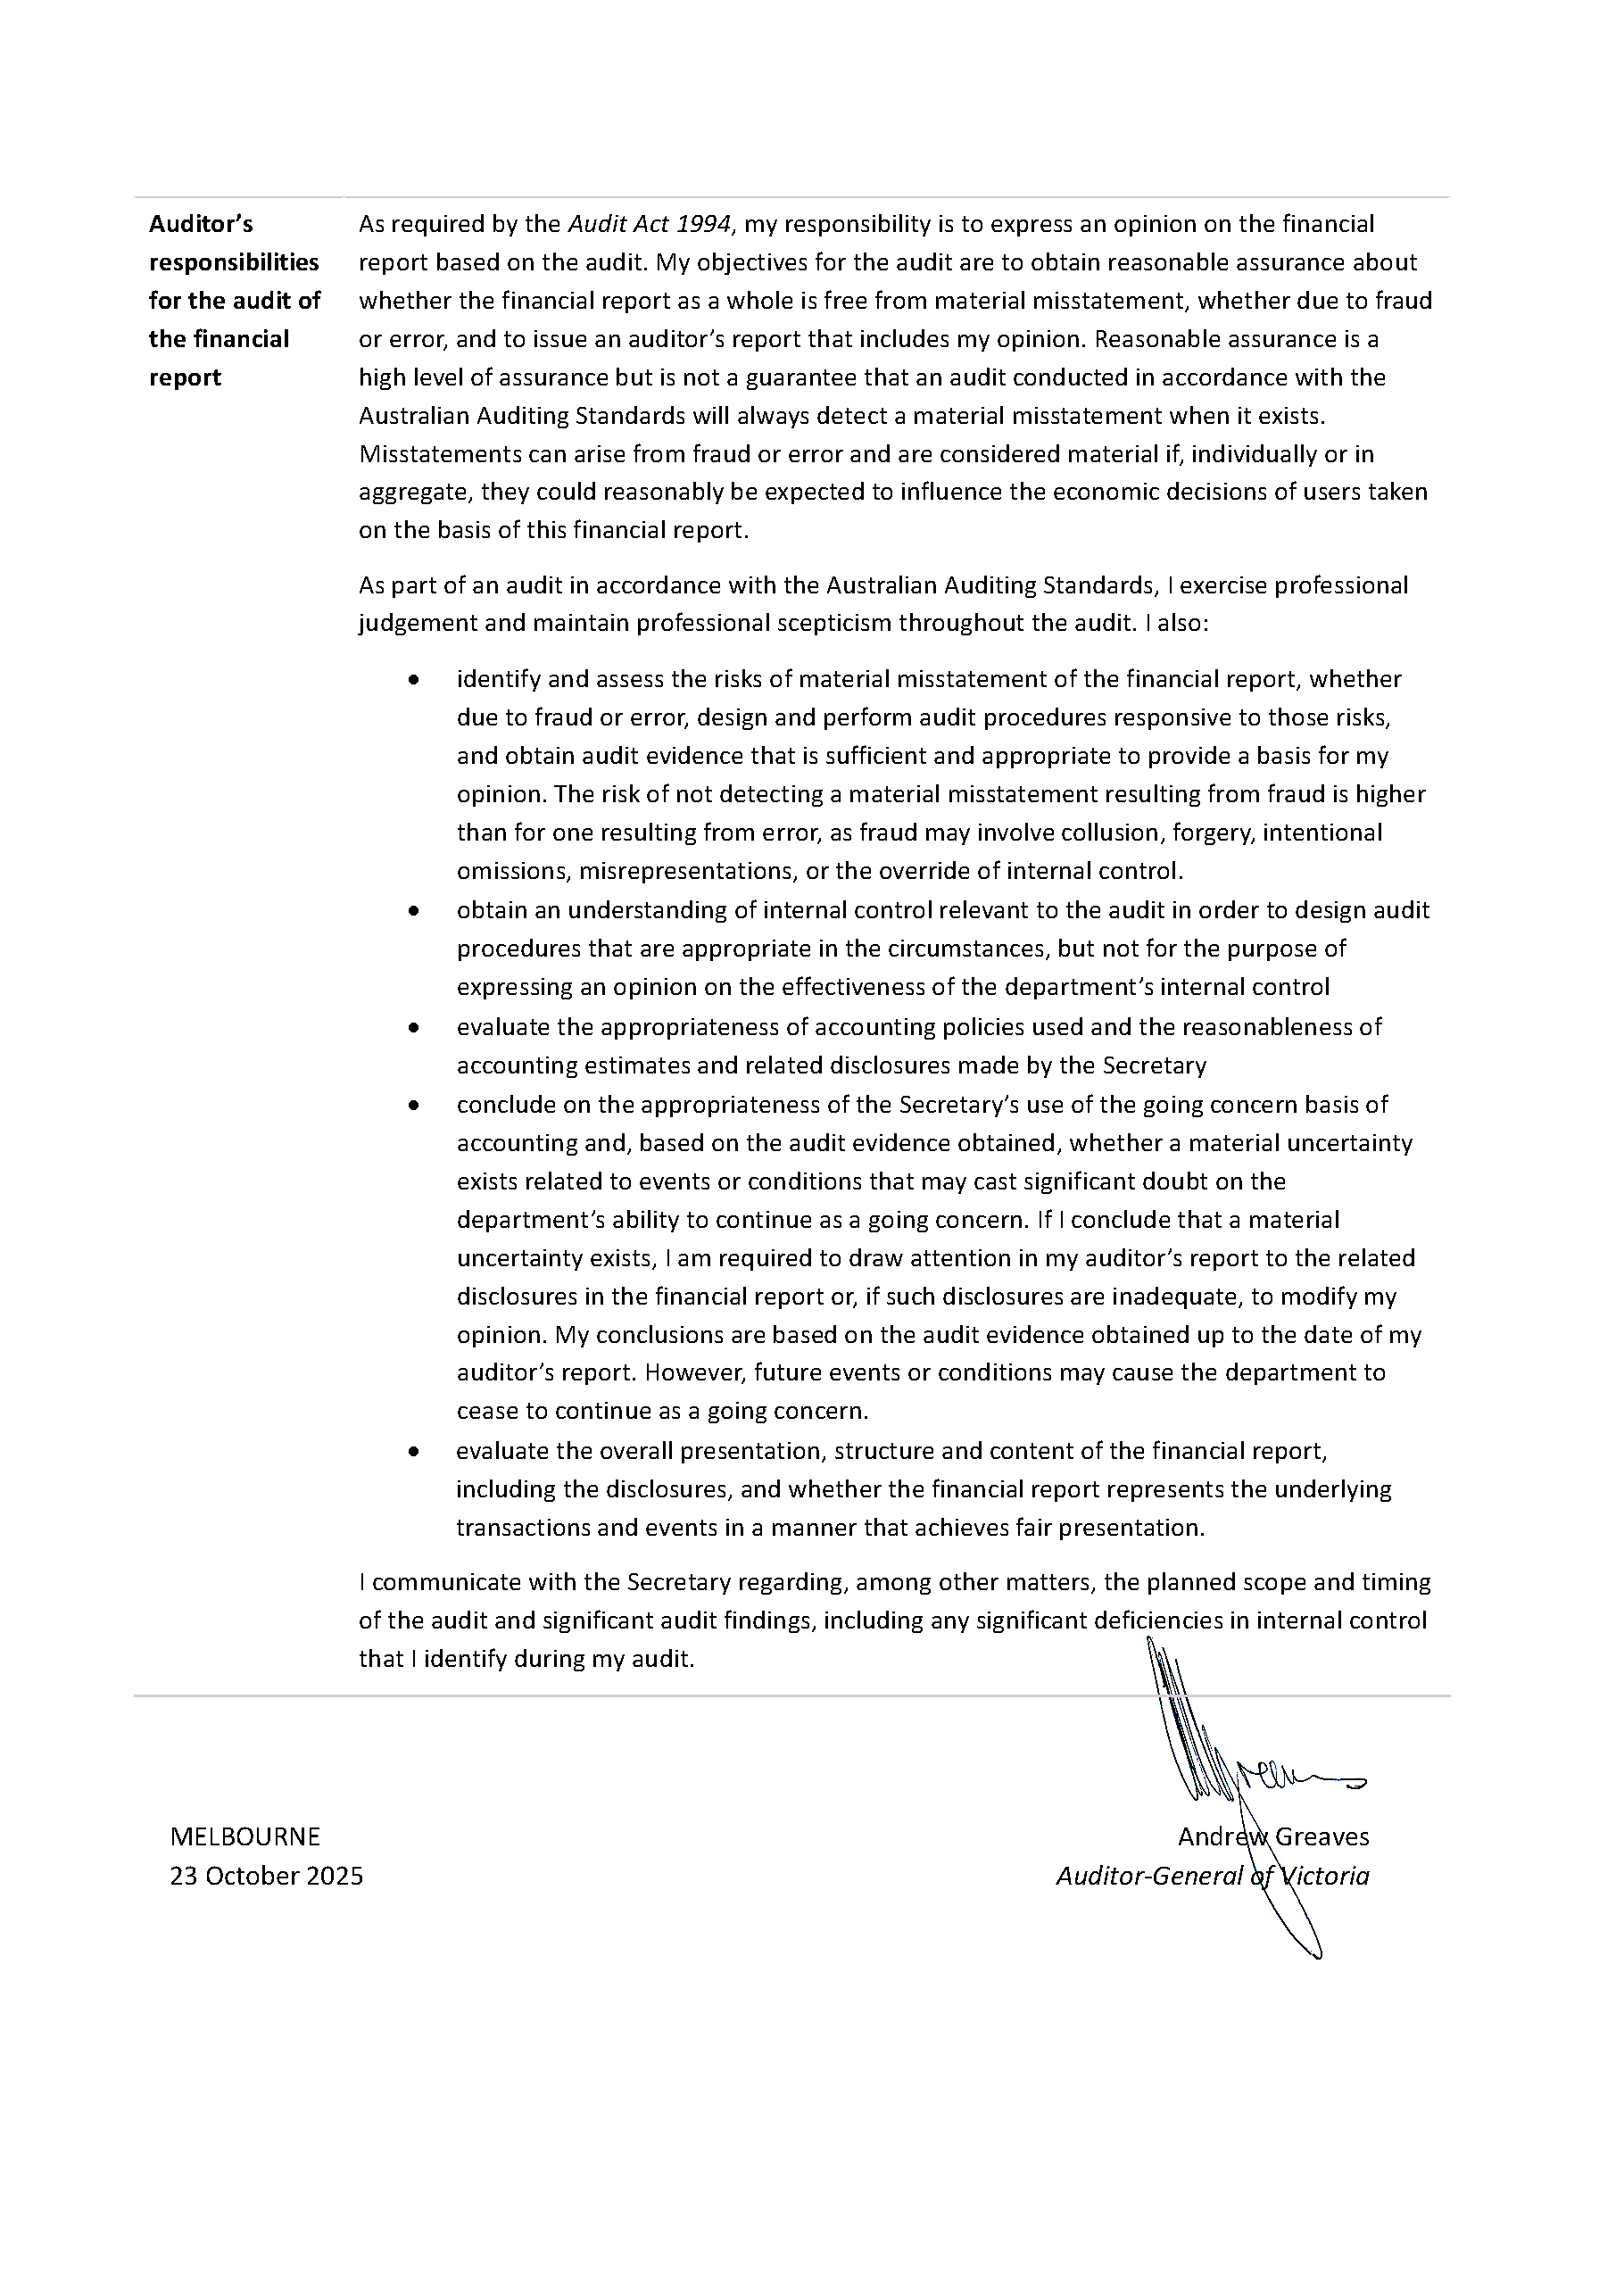 Auditor's
responsibilities
for the audit of
the financial
report
As required by the Audit Act 1994, my responsibility is to express an opinion on the financial
report based on the audit. My objectives for the audit are to obtain reasonable assurance about
whether the financial report as a whole is free from material misstatement, whether due to fraud
or error, and to issue an auditor's report that includes my opinion. Reasonable assurance is a
high level of assurance but is not a guarantee that an audit conducted in accordance with the
Australian Auditing Standards will always detect a material misstatement when it exists.
Misstatements can arise from fraud or error and are considered material if, individually or in
aggregate, they could reasonably be expected to influence the economic decisions of users taken
on the basis of this financial report.
As part of an audit in accordance with the Australian Auditing Standards, I exercise professional
judgement and maintain professional scepticism throughout the audit. I also:
• identify and assess the risks of material misstatement of the financial report, whether
due to fraud or error, design and perform audit procedures responsive to those risks,
and obtain audit evidence that is sufficient and appropriate to provide a basis for my
opinion. The risk of not detecting a material misstatement resulting from fraud is higher
than for one resulting from error, as fraud may involve collusion, forgery, intentional
omissions, misrepresentations, or the override of internal control.
• obtain an understanding of internal control relevant to the audit in order to design audit
procedures that are appropriate in the circumstances, but not for the purpose of
expressing an opinion on the effectiveness of the department's internal control
• evaluate the appropriateness of accounting policies used and the reasonableness of
accounting estimates and related disclosures made by the Secretary
• conclude on the appropriateness of the Secretary's use of the going concern basis of
accounting and, based on the audit evidence obtained, whether a material uncertainty
exists related to events or conditions that may cast significant doubt on the
department's ability to continue as a going concern. If I conclude that a material
uncertainty exists, I am required to draw attention in my auditor's report to the related
disclosures in the financial report or, if such disclosures are inadequate, to modify my
opinion. My conclusions are based on the audit evidence obtained up to the date of my
auditor's report. However, future events or conditions may cause the department to
cease to continue as a going concern.
• evaluate the overall presentation, structure and content of the financial report,
including the disclosures, and whether the financial report represents the underlying
transactions and events in a manner that achieves fair presentation.
I communicate with the Secretary regarding, among other matters, the planned scope and timing
of the audit and significant audit findings, including any significant deficiencies in internal control
that I identify during my audit.
MELBOURNE
23 October 2025
Andrew Greaves
Auditor-General of Victoria